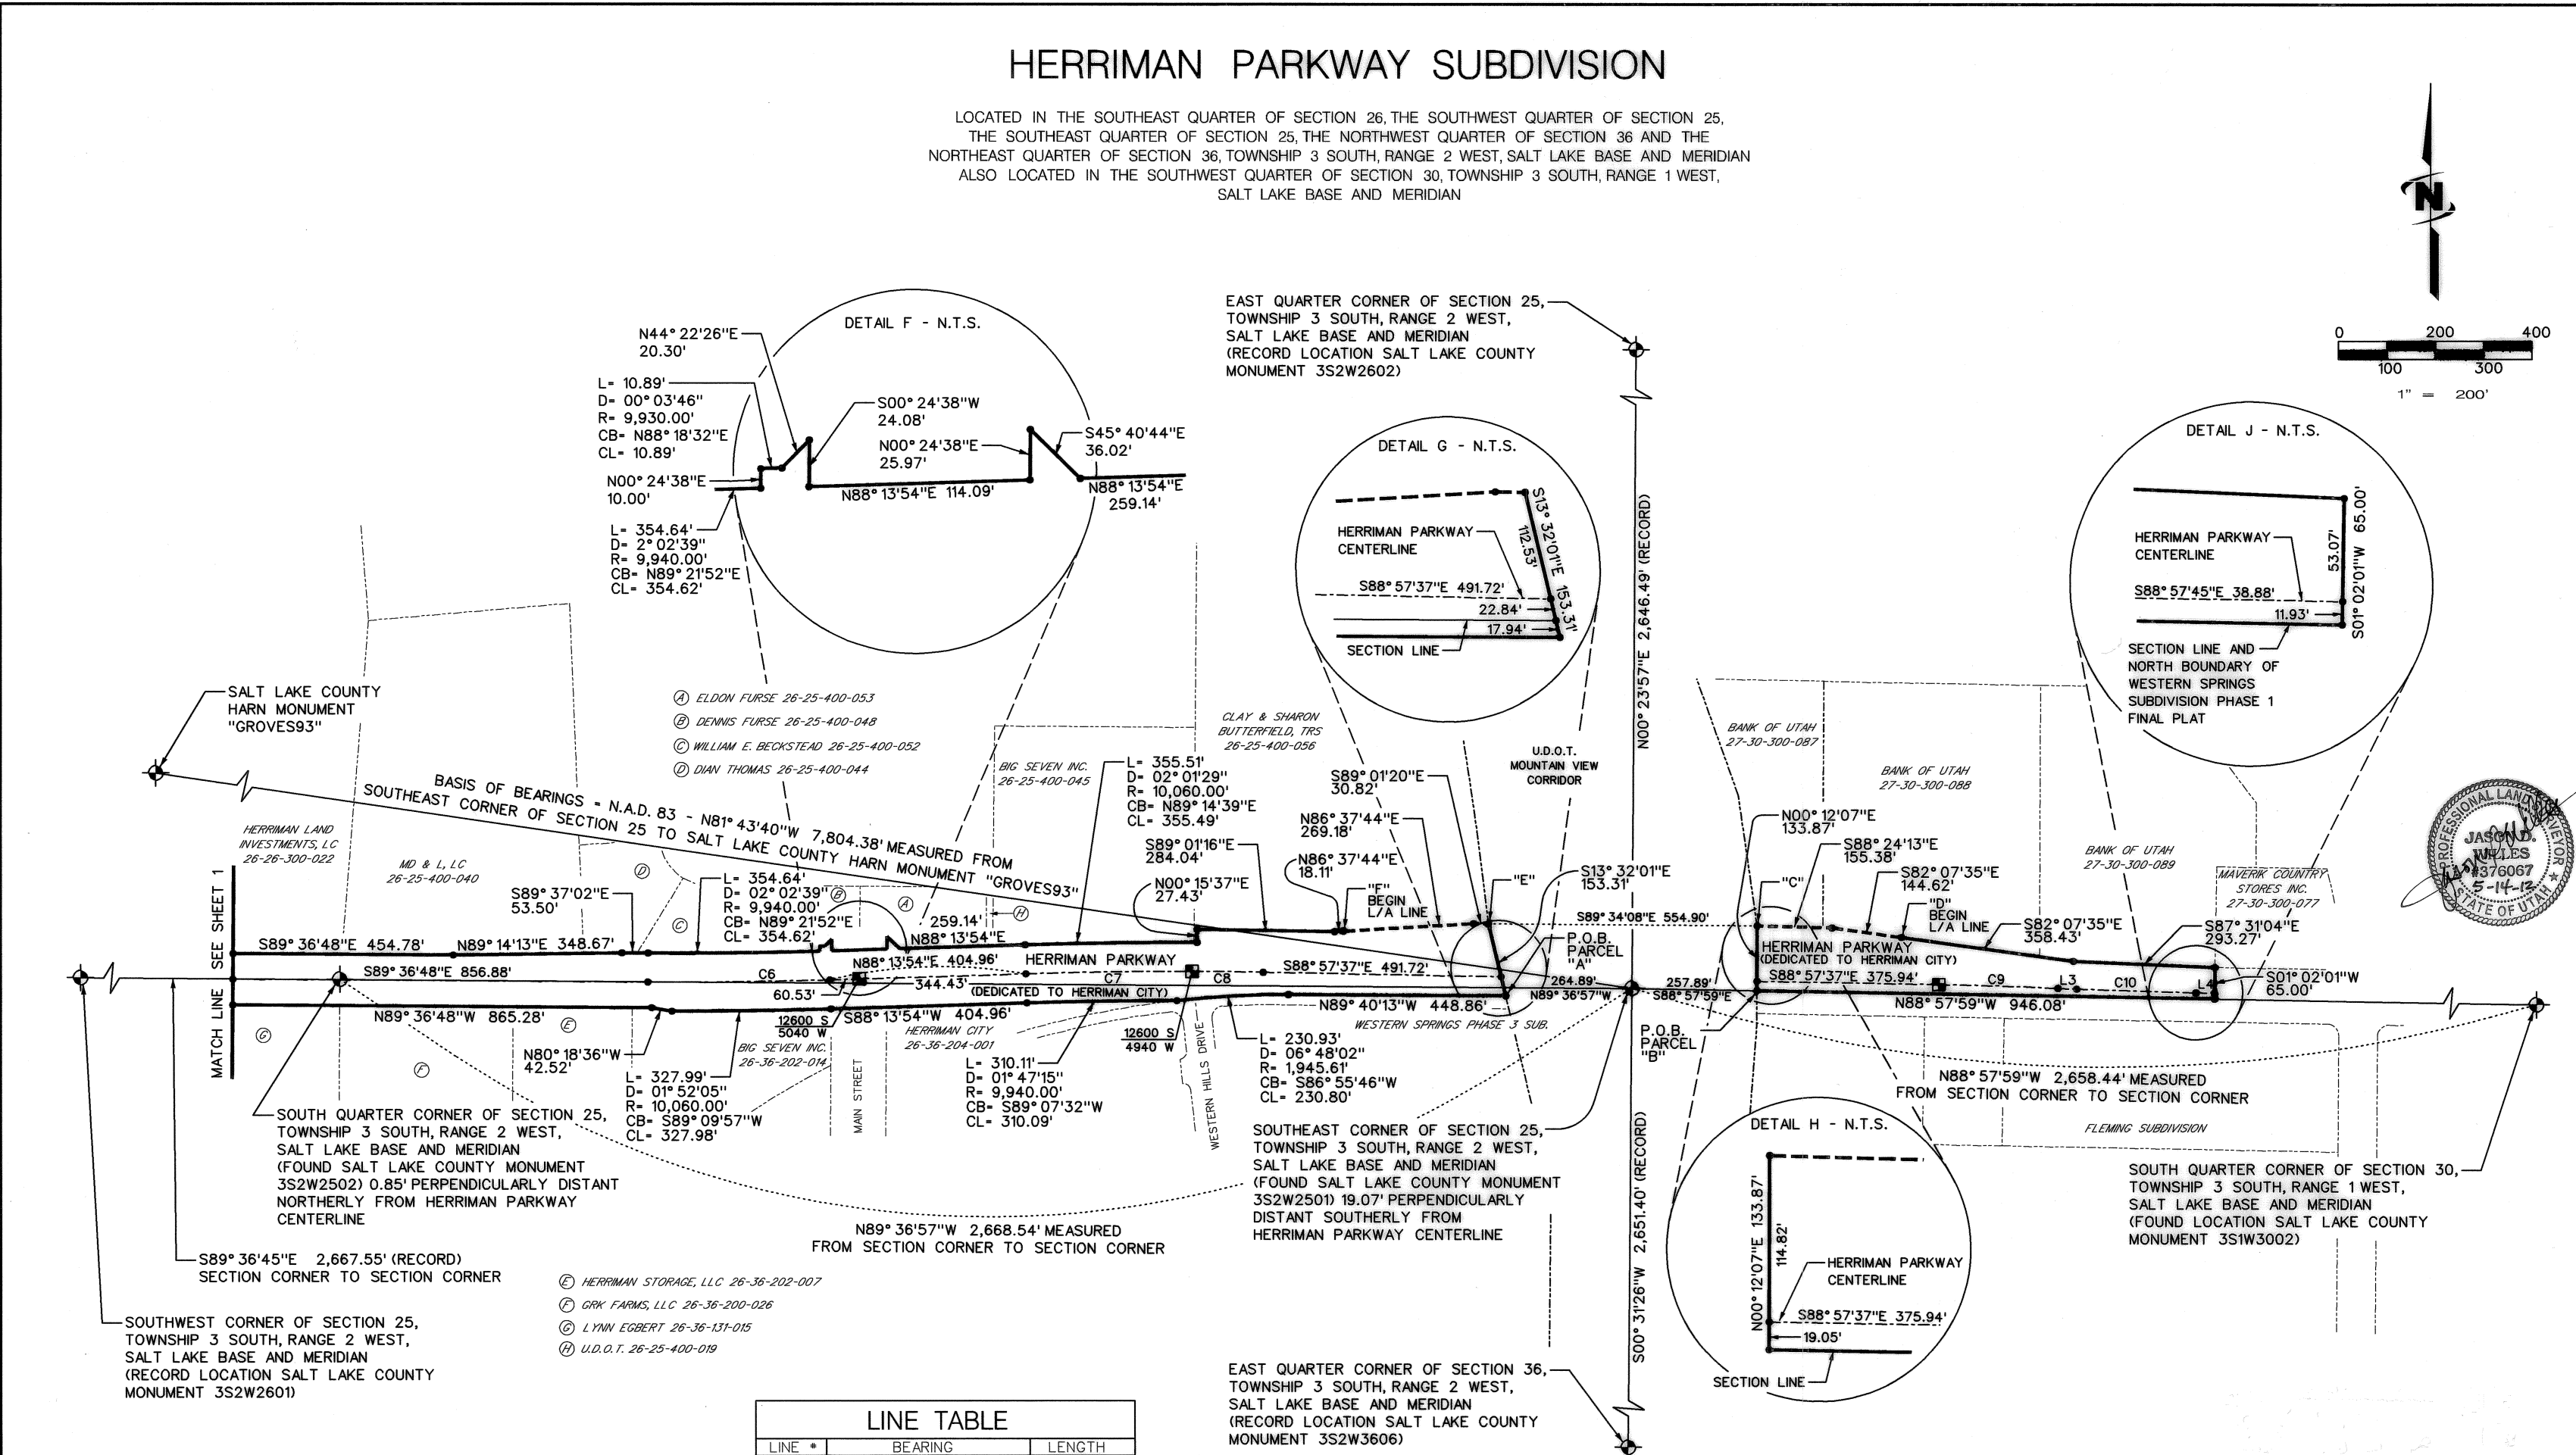 HERRIMAN PARKWAY SUBDIVISION
LOCATED IN THE SOUTHEAST QUARTER OF SECTION 26, THE SOUTHWEST QUARTER OF SECTION 25,
THE SOUTHEAST QUARTER OF SECTION 25, THE NORTHWEST QUARTER OF SECTION 36 AND THE
NORTHEAST QUARTER OF SECTION 36, TOWNSHIP 3 SOUTH, RANGE 2 WEST, SALT LAKE BASE AND MERIDIAN
ALSO LOCATED IN THE SOUTHWEST QUARTER OF SECTION 30, TOWNSHIP 3 SOUTH, RANGE 1 WEST,
SALT LAKE BASE AND MERIDIAN
N
0 200 400
100 300
1" = 200'
DETAIL F - N.T.S.
N44° 22'26"E
20.30'
L= 10.89'
D= 00° 03'46"
R= 9,930.00'
CB= N88° 18'32"E
CL= 10.89'
N00° 24'38"E
10.00'
L= 354.64'
D= 2° 02'39"
R= 9,940.00'
CB= N89° 21'52"E
CL= 354.62'
S00° 24'38"W
24.08'
N00° 24'38"E
25.97'
S45° 40'44"E
36.02'
N88° 13'54"E 114.09'
N88° 13'54"E
259.14'
EAST QUARTER CORNER OF SECTION 25,
TOWNSHIP 3 SOUTH, RANGE 2 WEST,
SALT LAKE BASE AND MERIDIAN
(RECORD LOCATION SALT LAKE COUNTY
MONUMENT 3S2W2602)
DETAIL G - N.T.S.
HERRIMAN PARKWAY
CENTERLINE
S88° 57'37"E 491.72'
22.84'
17.94'
SECTION LINE
S13° 32'01"E 153.31'
112.53'
N00° 23'57"E 2,646.49' (RECORD)
DETAIL J - N.T.S.
HERRIMAN PARKWAY
CENTERLINE
S88° 57'45"E 38.88'
11.93'
53.07'
S01° 02'01"W 65.00'
SECTION LINE AND
NORTH BOUNDARY OF
WESTERN SPRINGS
SUBDIVISION PHASE 1
FINAL PLAT
SALT LAKE COUNTY
HARN MONUMENT
"GROVES93"
Ⓐ ELDON FURSE 26-25-400-053
Ⓑ DENNIS FURSE 26-25-400-048
Ⓒ WILLIAM E. BECKSTEAD 26-25-400-052
Ⓓ DIAN THOMAS 26-25-400-044
BASIS OF BEARINGS = N.A.D. 83 - N81° 43'40"W 7,804.38' MEASURED FROM
SOUTHEAST CORNER OF SECTION 25 TO SALT LAKE COUNTY HARN MONUMENT "GROVES93"
HERRIMAN LAND
INVESTMENTS, LC
26-26-300-022
MD & L, LC
26-25-400-040
BIG SEVEN INC.
26-25-400-045
CLAY & SHARON
BUTTERFIELD, TRS
26-25-400-056
U.D.O.T.
MOUNTAIN VIEW
CORRIDOR
BANK OF UTAH
27-30-300-087
BANK OF UTAH
27-30-300-088
BANK OF UTAH
27-30-300-089
MAVERIK COUNTRY
STORES INC.
27-30-300-077
PROFESSIONAL LAND SURVEYOR
JASON D.
WILLES
#376067
5-14-12
STATE OF UTAH
L= 355.51'
D= 02° 01'29"
R= 10,060.00'
CB= N89° 14'39"E
CL= 355.49'
S89° 01'16"E
284.04'
N00° 15'37"E
27.43'
S89° 01'20"E
30.82'
N86° 37'44"E
269.18'
N86° 37'44"E
18.11'
"F"
BEGIN
L/A LINE
"E"
S13° 32'01"E
153.31'
S89° 34'08"E 554.90'
P.O.B.
PARCEL
"A"
"C"
N00° 12'07"E
133.87'
S88° 24'13"E
155.38'
S82° 07'35"E
144.62'
"D"
BEGIN
L/A LINE
S82° 07'35"E
358.43'
S87° 31'04"E
293.27'
S01° 02'01"W
65.00'
MATCH LINE SEE SHEET 1
S89° 37'02"E
53.50'
L= 354.64'
D= 02° 02'39"
R= 9,940.00'
CB= N89° 21'52"E
CL= 354.62'
Ⓓ
Ⓒ
Ⓑ
Ⓐ
Ⓗ
259.14'
N88° 13'54"E
S89° 36'48"E 454.78'
N89° 14'13"E 348.67'
S89° 36'48"E 856.88'
C6
N88° 13'54"E 404.96'
60.53'
344.43'
HERRIMAN PARKWAY
C7
C8
(DEDICATED TO HERRIMAN CITY)
S88° 57'37"E 491.72'
264.89'
N89° 36'57"W
257.89'
S88° 57'59"E
HERRIMAN PARKWAY
(DEDICATED TO HERRIMAN CITY)
S88° 57'37"E 375.94'
C9
L3
C10
L4
N88° 57'59"W 946.08'
N89° 40'13"W 448.86'
N89° 36'48"W 865.28'
Ⓖ
Ⓔ
Ⓕ
N80° 18'36"W
42.52'
12600 S
5040 W
S88° 13'54"W 404.96'
BIG SEVEN INC.
26-36-202-014
HERRIMAN CITY
26-36-204-001
12600 S
4940 W
WESTERN SPRINGS PHASE 3 SUB.
MAIN STREET
WESTERN HILLS DRIVE
L= 327.99'
D= 01° 52'05"
R= 10,060.00'
CB= S89° 09'57"W
CL= 327.98'
L= 310.11'
D= 01° 47'15"
R= 9,940.00'
CB= S89° 07'32"W
CL= 310.09'
L= 230.93'
D= 06° 48'02"
R= 1,945.61'
CB= S86° 55'46"W
CL= 230.80'
P.O.B.
PARCEL
"B"
N88° 57'59"W 2,658.44' MEASURED
FROM SECTION CORNER TO SECTION CORNER
FLEMING SUBDIVISION
SOUTH QUARTER CORNER OF SECTION 25,
TOWNSHIP 3 SOUTH, RANGE 2 WEST,
SALT LAKE BASE AND MERIDIAN
(FOUND SALT LAKE COUNTY MONUMENT
3S2W2502) 0.85' PERPENDICULARLY DISTANT
NORTHERLY FROM HERRIMAN PARKWAY
CENTERLINE
S89° 36'45"E 2,667.55' (RECORD)
SECTION CORNER TO SECTION CORNER
N89° 36'57"W 2,668.54' MEASURED
FROM SECTION CORNER TO SECTION CORNER
SOUTHEAST CORNER OF SECTION 25,
TOWNSHIP 3 SOUTH, RANGE 2 WEST,
SALT LAKE BASE AND MERIDIAN
(FOUND SALT LAKE COUNTY MONUMENT
3S2W2501) 19.07' PERPENDICULARLY
DISTANT SOUTHERLY FROM
HERRIMAN PARKWAY CENTERLINE
S00° 31'26"W 2,651.40' (RECORD)
DETAIL H - N.T.S.
N00° 12'07"E 133.87'
114.82'
HERRIMAN PARKWAY
CENTERLINE
S88° 57'37"E 375.94'
19.05'
SECTION LINE
SOUTH QUARTER CORNER OF SECTION 30,
TOWNSHIP 3 SOUTH, RANGE 1 WEST,
SALT LAKE BASE AND MERIDIAN
(FOUND LOCATION SALT LAKE COUNTY
MONUMENT 3S1W3002)
SOUTHWEST CORNER OF SECTION 25,
TOWNSHIP 3 SOUTH, RANGE 2 WEST,
SALT LAKE BASE AND MERIDIAN
(RECORD LOCATION SALT LAKE COUNTY
MONUMENT 3S2W2601)
Ⓔ HERRIMAN STORAGE, LLC 26-36-202-007
Ⓕ GRK FARMS, LLC 26-36-200-026
Ⓖ LYNN EGBERT 26-36-131-015
Ⓗ U.D.O.T. 26-25-400-019
EAST QUARTER CORNER OF SECTION 36,
TOWNSHIP 3 SOUTH, RANGE 2 WEST,
SALT LAKE BASE AND MERIDIAN
(RECORD LOCATION SALT LAKE COUNTY
MONUMENT 3S2W3606)
LINE TABLE
LINE # BEARING LENGTH